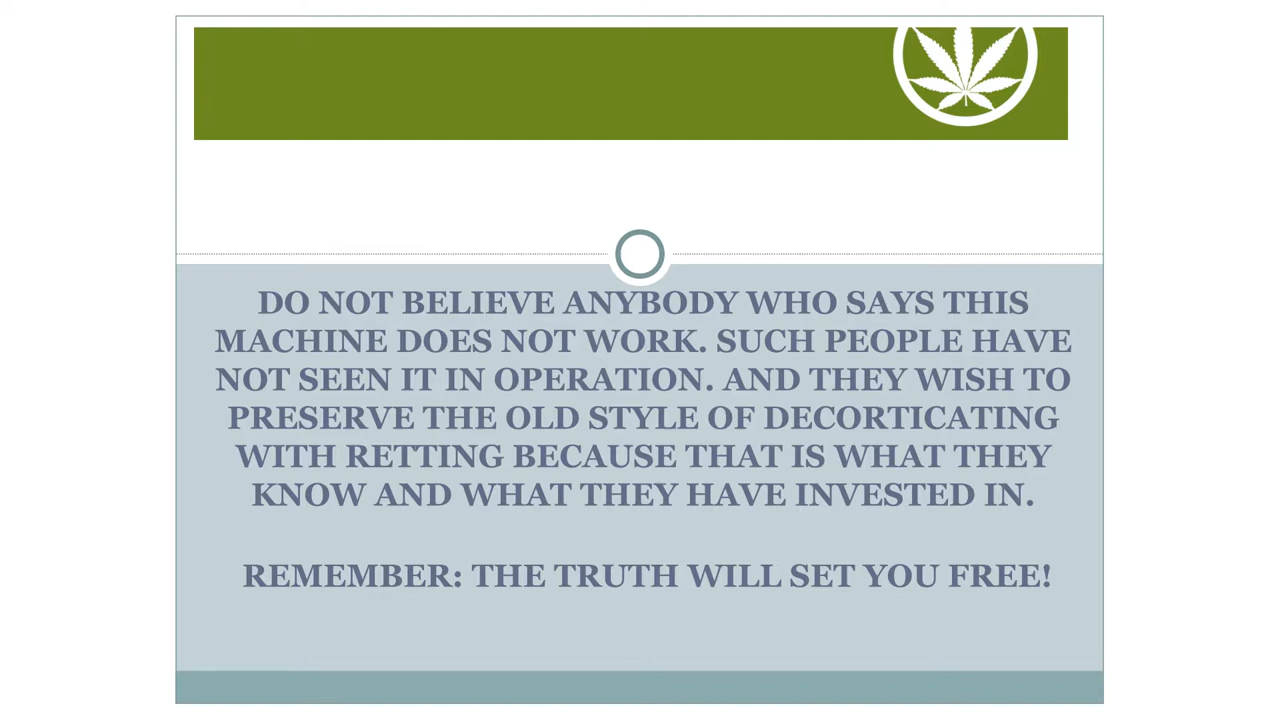 DO NOT BELIEVE ANYBODY WHO SAYS THIS
MACHINE DOES NOT WORK. SUCH PEOPLE HAVE
NOT SEEN IT IN OPERATION. AND THEY WISH TO
PRESERVE THE OLD STYLE OF DECORTICATING
WITH RETTING BECAUSE THAT IS WHAT THEY
KNOW AND WHAT THEY HAVE INVESTED IN.
REMEMBER: THE TRUTH WILL SET YOU FREE!